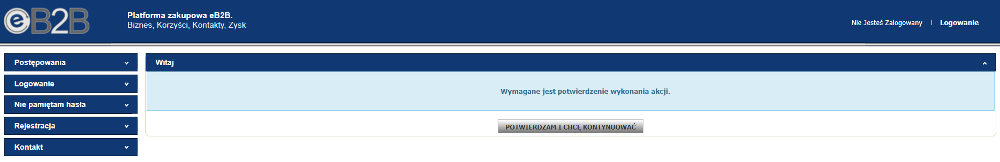 eB2B
Platforma zakupowa eB2B.
Biznes, Korzyści, Kontakty, Zysk
Nie Jesteś Zalogowany | Logowanie
Postępowania
Logowanie
Nie pamiętam hasła
Rejestracja
Kontakt
Witaj
Wymagane jest potwierdzenie wykonania akcji.
POTWIERDZAM I CHCĘ KONTYNUOWAĆ